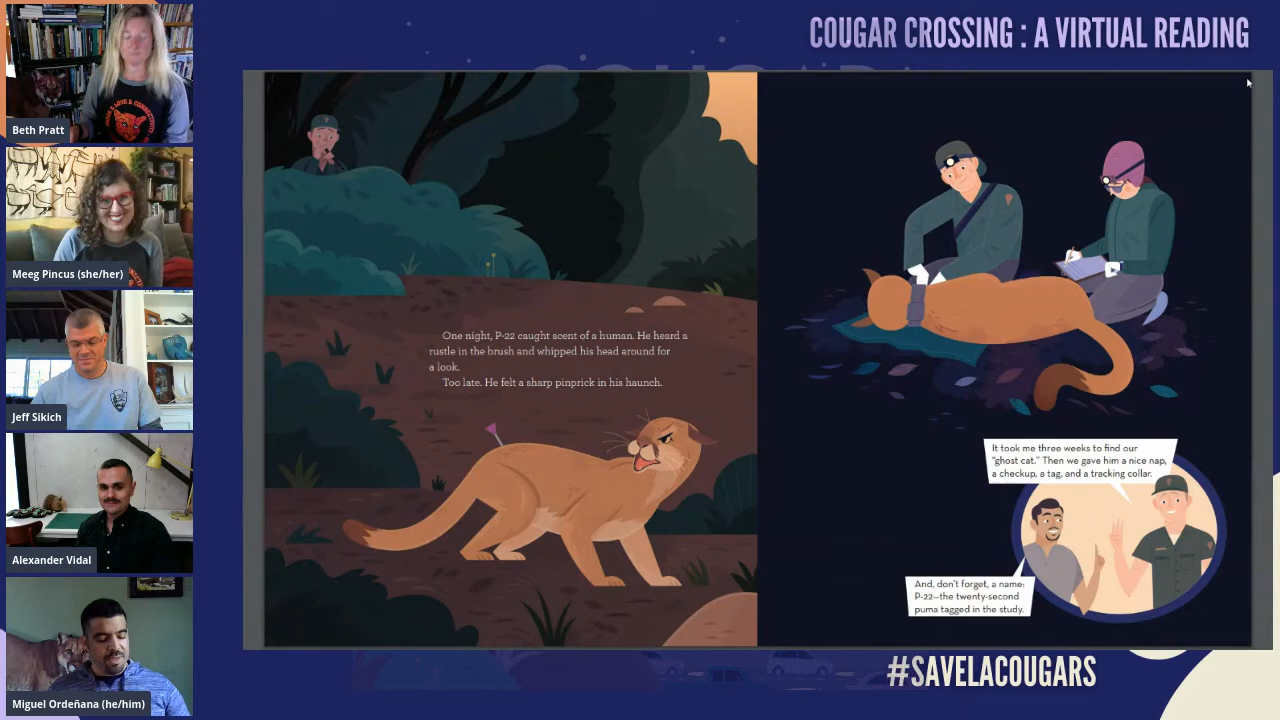 COUGAR CROSSING : A VIRTUAL READING
Beth Pratt
Meeg Pincus (she/her)
Jeff Sikich
Alexander Vidal
Miguel Ordeñana (he/him)
One night, P-22 caught scent of a human. He heard a
rustle in the brush and whipped his head around for
a look.
Too late. He felt a sharp pinprick in his haunch.
It took me three weeks to find our
"ghost cat." Then we gave him a nice nap,
a checkup, a tag, and a tracking collar.
And, don't forget, a name:
P-22—the twenty-second
puma tagged in the study.
#SAVELACOUGARS